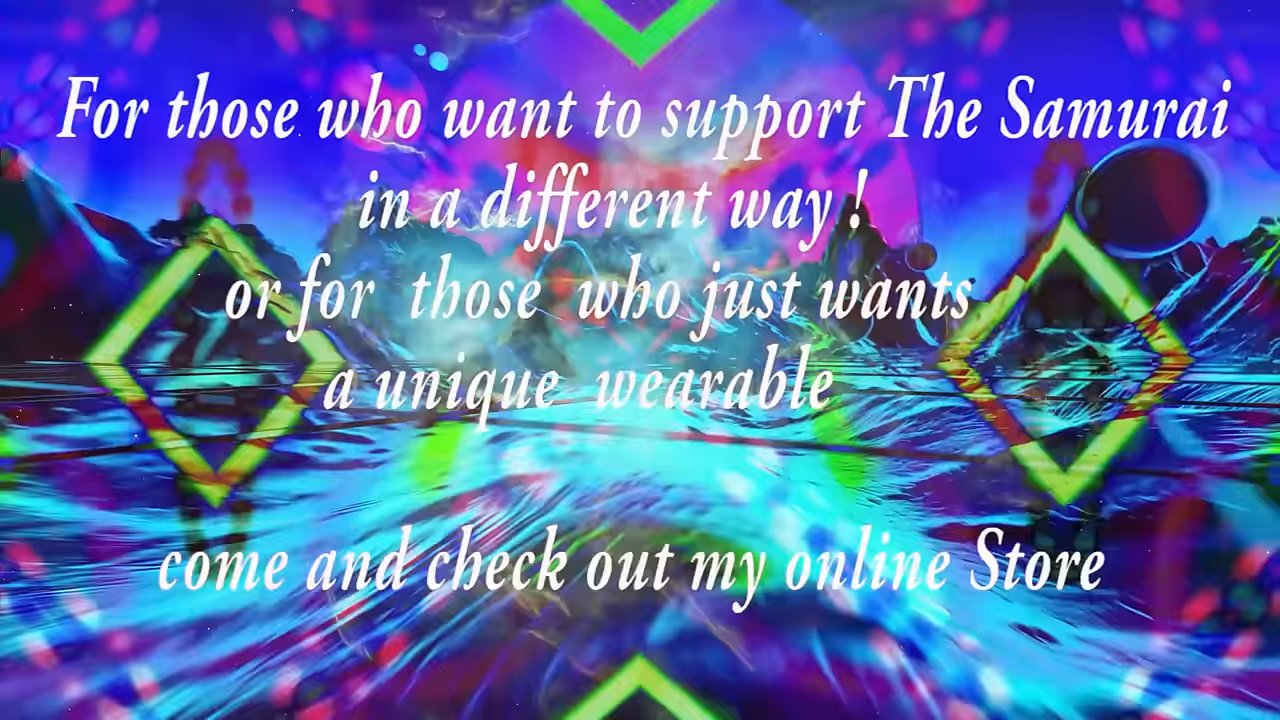 For those who want to support The Samurai
in a different way !
or for those who just wants
a unique wearable
come and check out my online Store